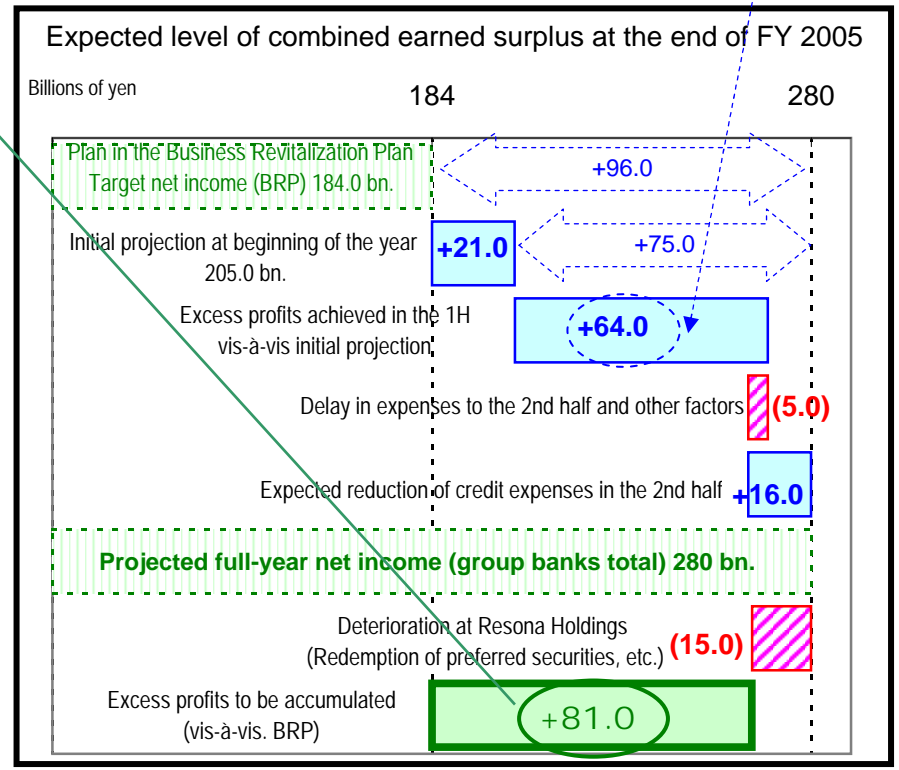 Expected level of combined earned surplus at the end of FY 2005
Billions of yen
184
280
Plan in the Business Revitalization Plan
Target net income (BRP) 184.0 bn.
+96.0
Initial projection at beginning of the year
205.0 bn.
+21.0
+75.0
Excess profits achieved in the 1H
vis-à-vis initial projection
+64.0
Delay in expenses to the 2nd half and other factors
(5.0)
Expected reduction of credit expenses in the 2nd half
+16.0
Projected full-year net income (group banks total) 280 bn.
Deterioration at Resona Holdings
(Redemption of preferred securities, etc.)
(15.0)
Excess profits to be accumulated
(vis-à-vis. BRP)
+81.0